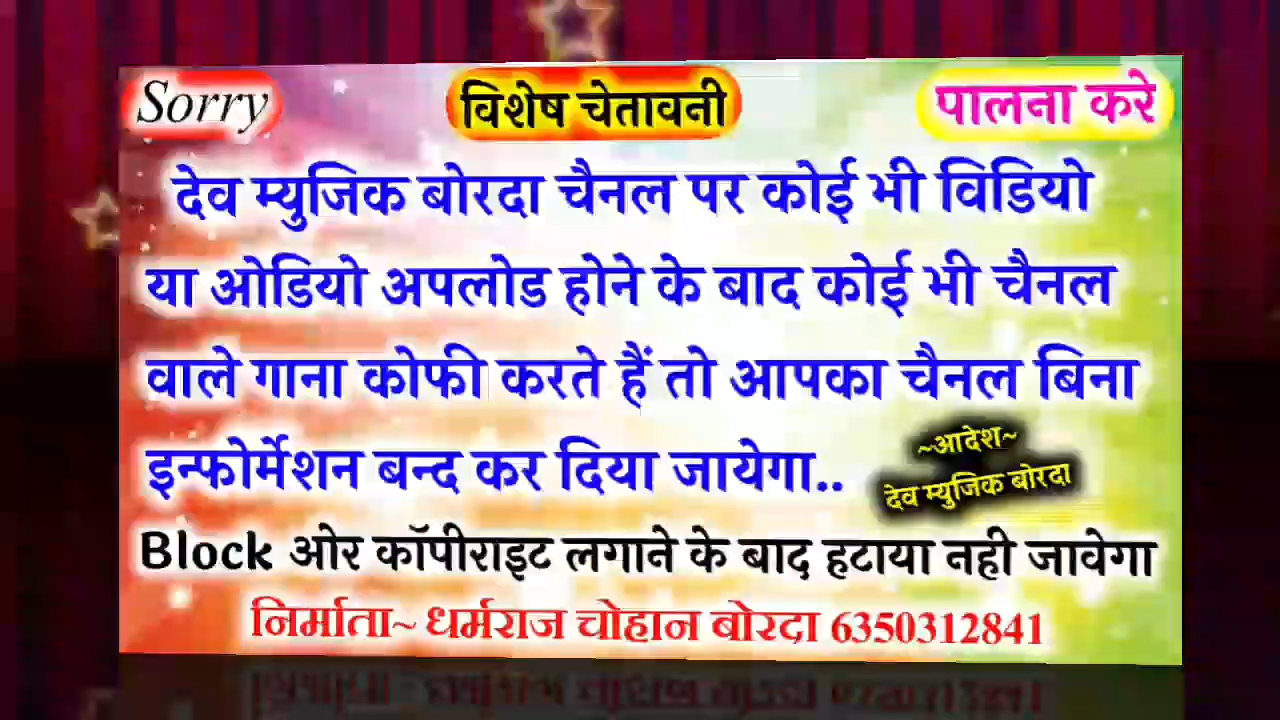 Sorry विशेष चेतावनी पालना करे
देव म्युजिक बोरदा चैनल पर कोई भी विडियो
या ओडियो अपलोड होने के बाद कोई भी चैनल
वाले गाना कोफी करते हैं तो आपका चैनल बिना
इन्फोर्मेशन बन्द कर दिया जायेगा..
~आदेश~
देव म्युजिक बोरदा
Block ओर कॉपीराइट लगाने के बाद हटाया नही जावेगा
निर्माता~ धर्मराज चोहान बोरदा 6350312841